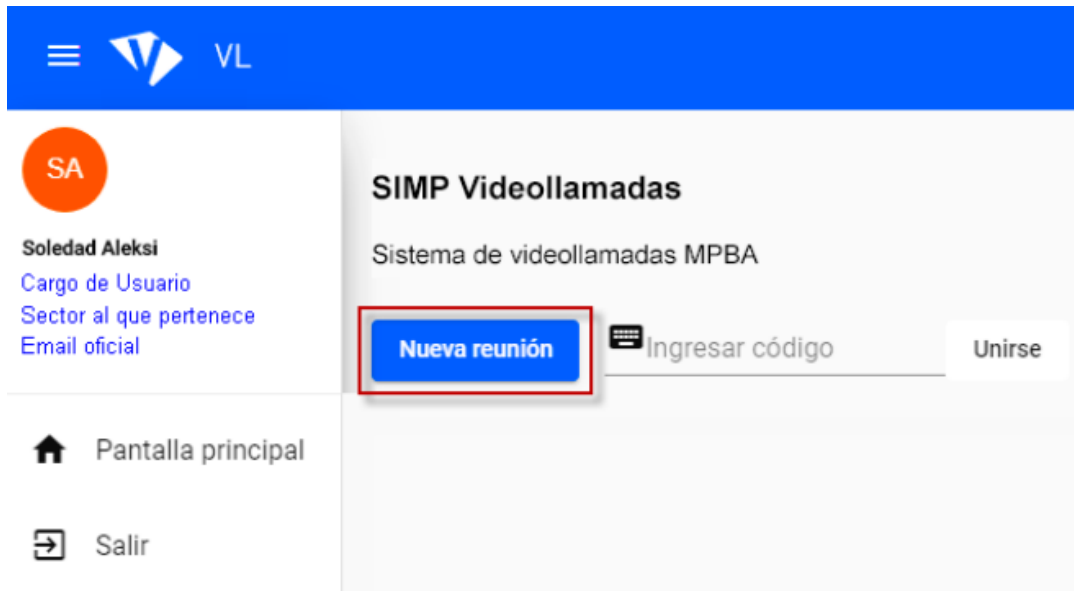 VL
SA
Soledad Aleksi
Cargo de Usuario
Sector al que pertenece
Email oficial
Pantalla principal
Salir
SIMP Videollamadas
Sistema de videollamadas MPBA
Nueva reunión
Ingresar código
Unirse